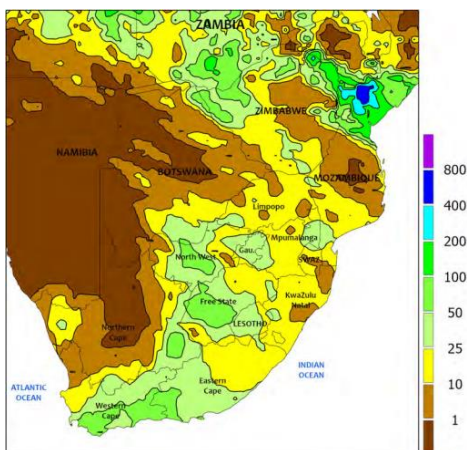 ZAMBIA
ZIMBABWE
NAMIBIA
BOTSWANA
MOZAMBIQUE
Limpopo
Mpumalanga
North West
Gau.
SWAZ.
Free State
KwaZulu
Natal
LESOTHO
Northern
Cape
Eastern
Cape
Western
Cape
ATLANTIC
OCEAN
INDIAN
OCEAN
800
400
200
100
50
25
10
1